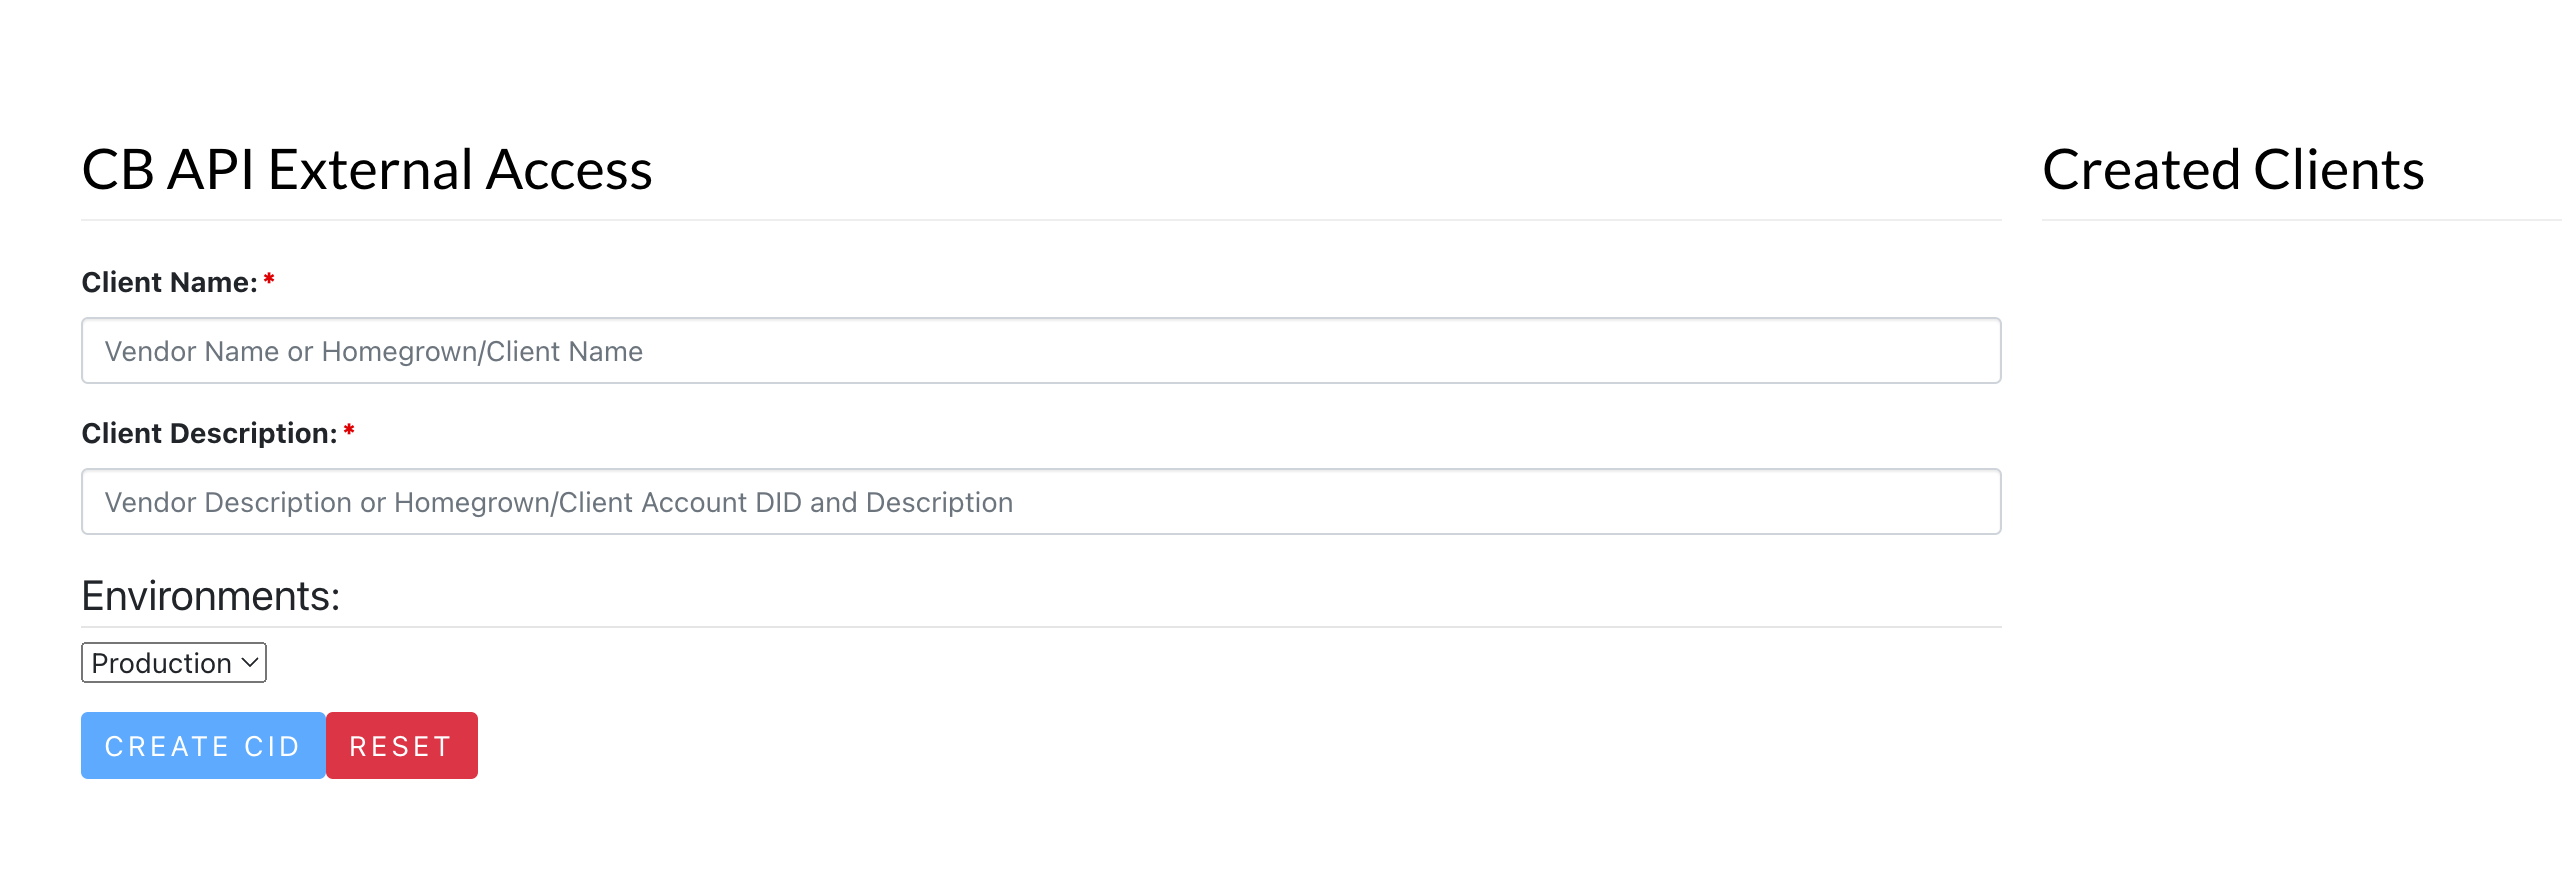 CB API External Access
Client Name:*
Vendor Name or Homegrown/Client Name
Client Description:*
Vendor Description or Homegrown/Client Account DID and Description
Environments:
Production
CREATE CID
RESET
Created Clients